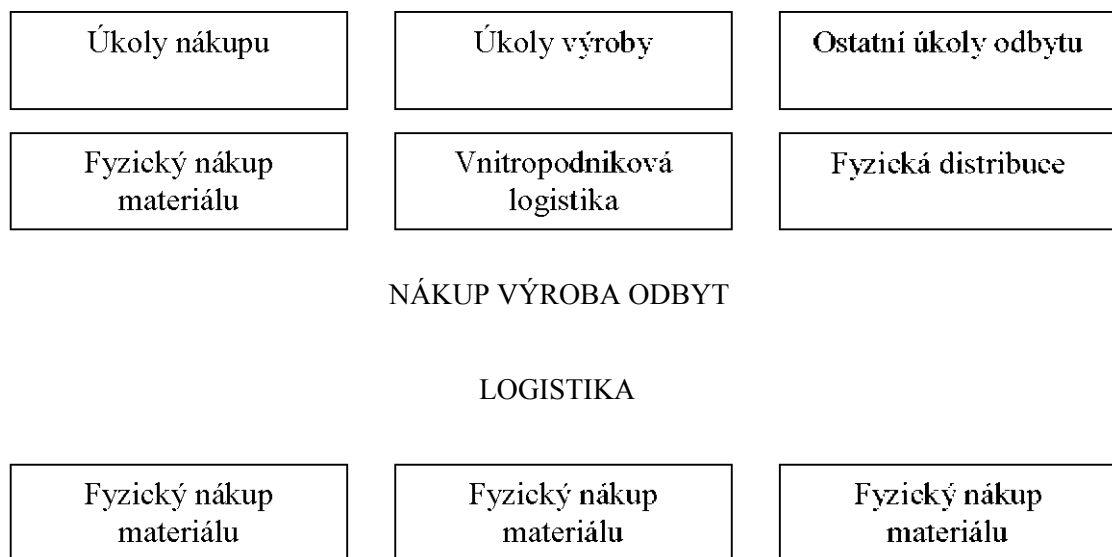 Úkoly nákupu
Úkoly výroby
Ostatní úkoly odbytu
Fyzický nákup
materiálu
Vnitropodniková
logistika
Fyzická distribuce
NÁKUP VÝROBA ODBYT
LOGISTIKA
Fyzický nákup
materiálu
Fyzický nákup
materiálu
Fyzický nákup
materiálu